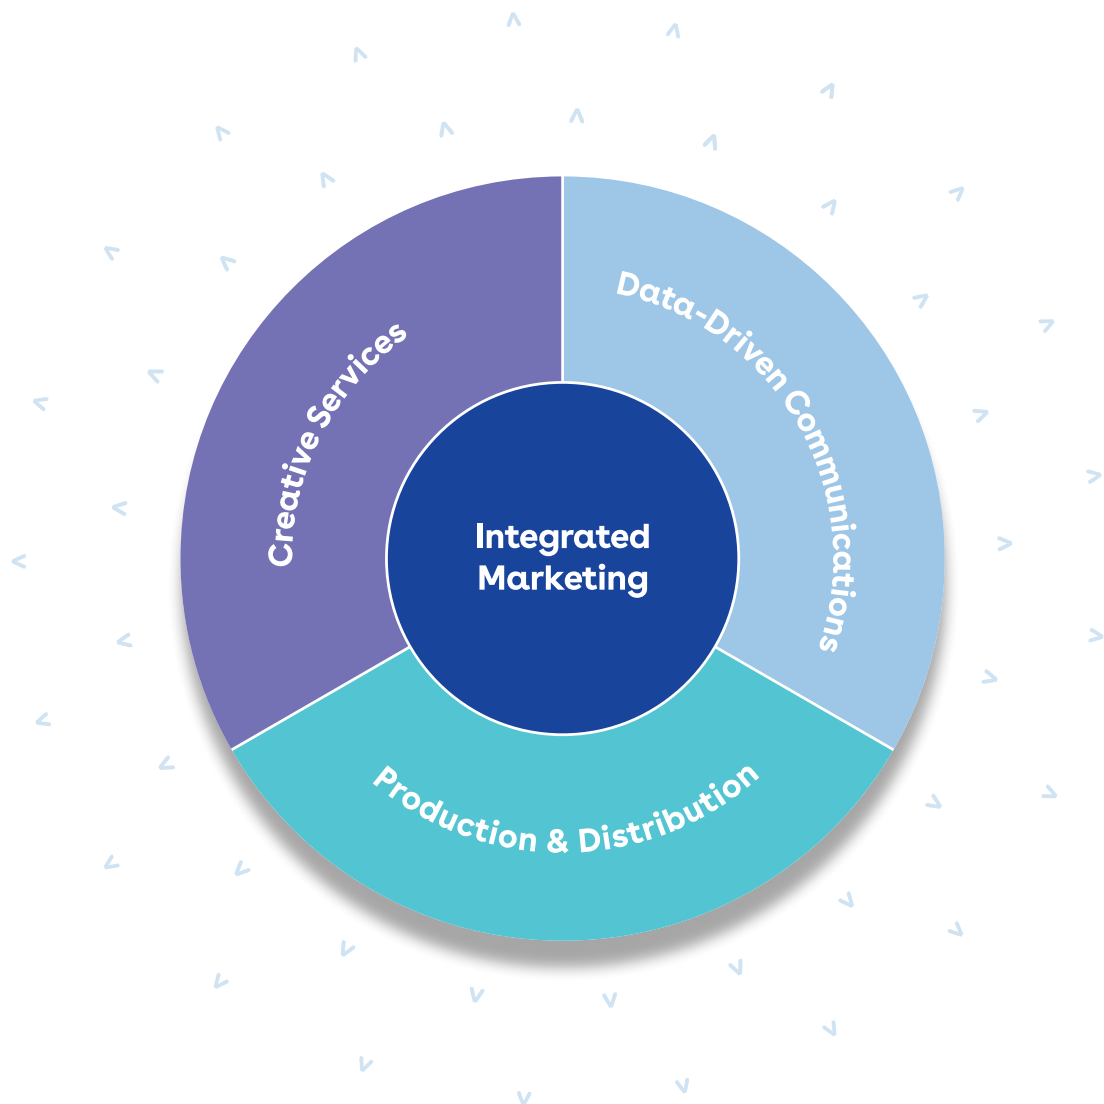 Creative Services
Data-Driven Communications
Integrated
Marketing
Production & Distribution